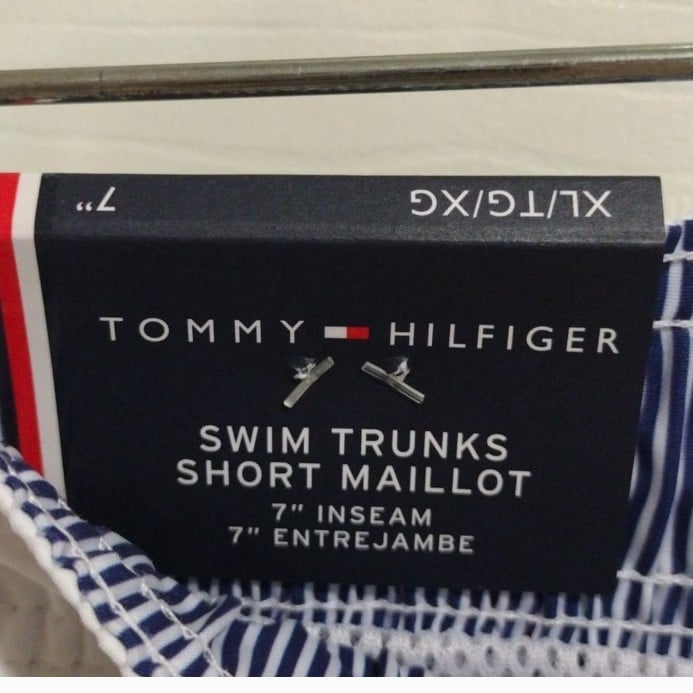 7" XL/TG/XG
TOMMY HILFIGER
SWIM TRUNKS
SHORT MAILLOT
7" INSEAM
7" ENTREJAMBE